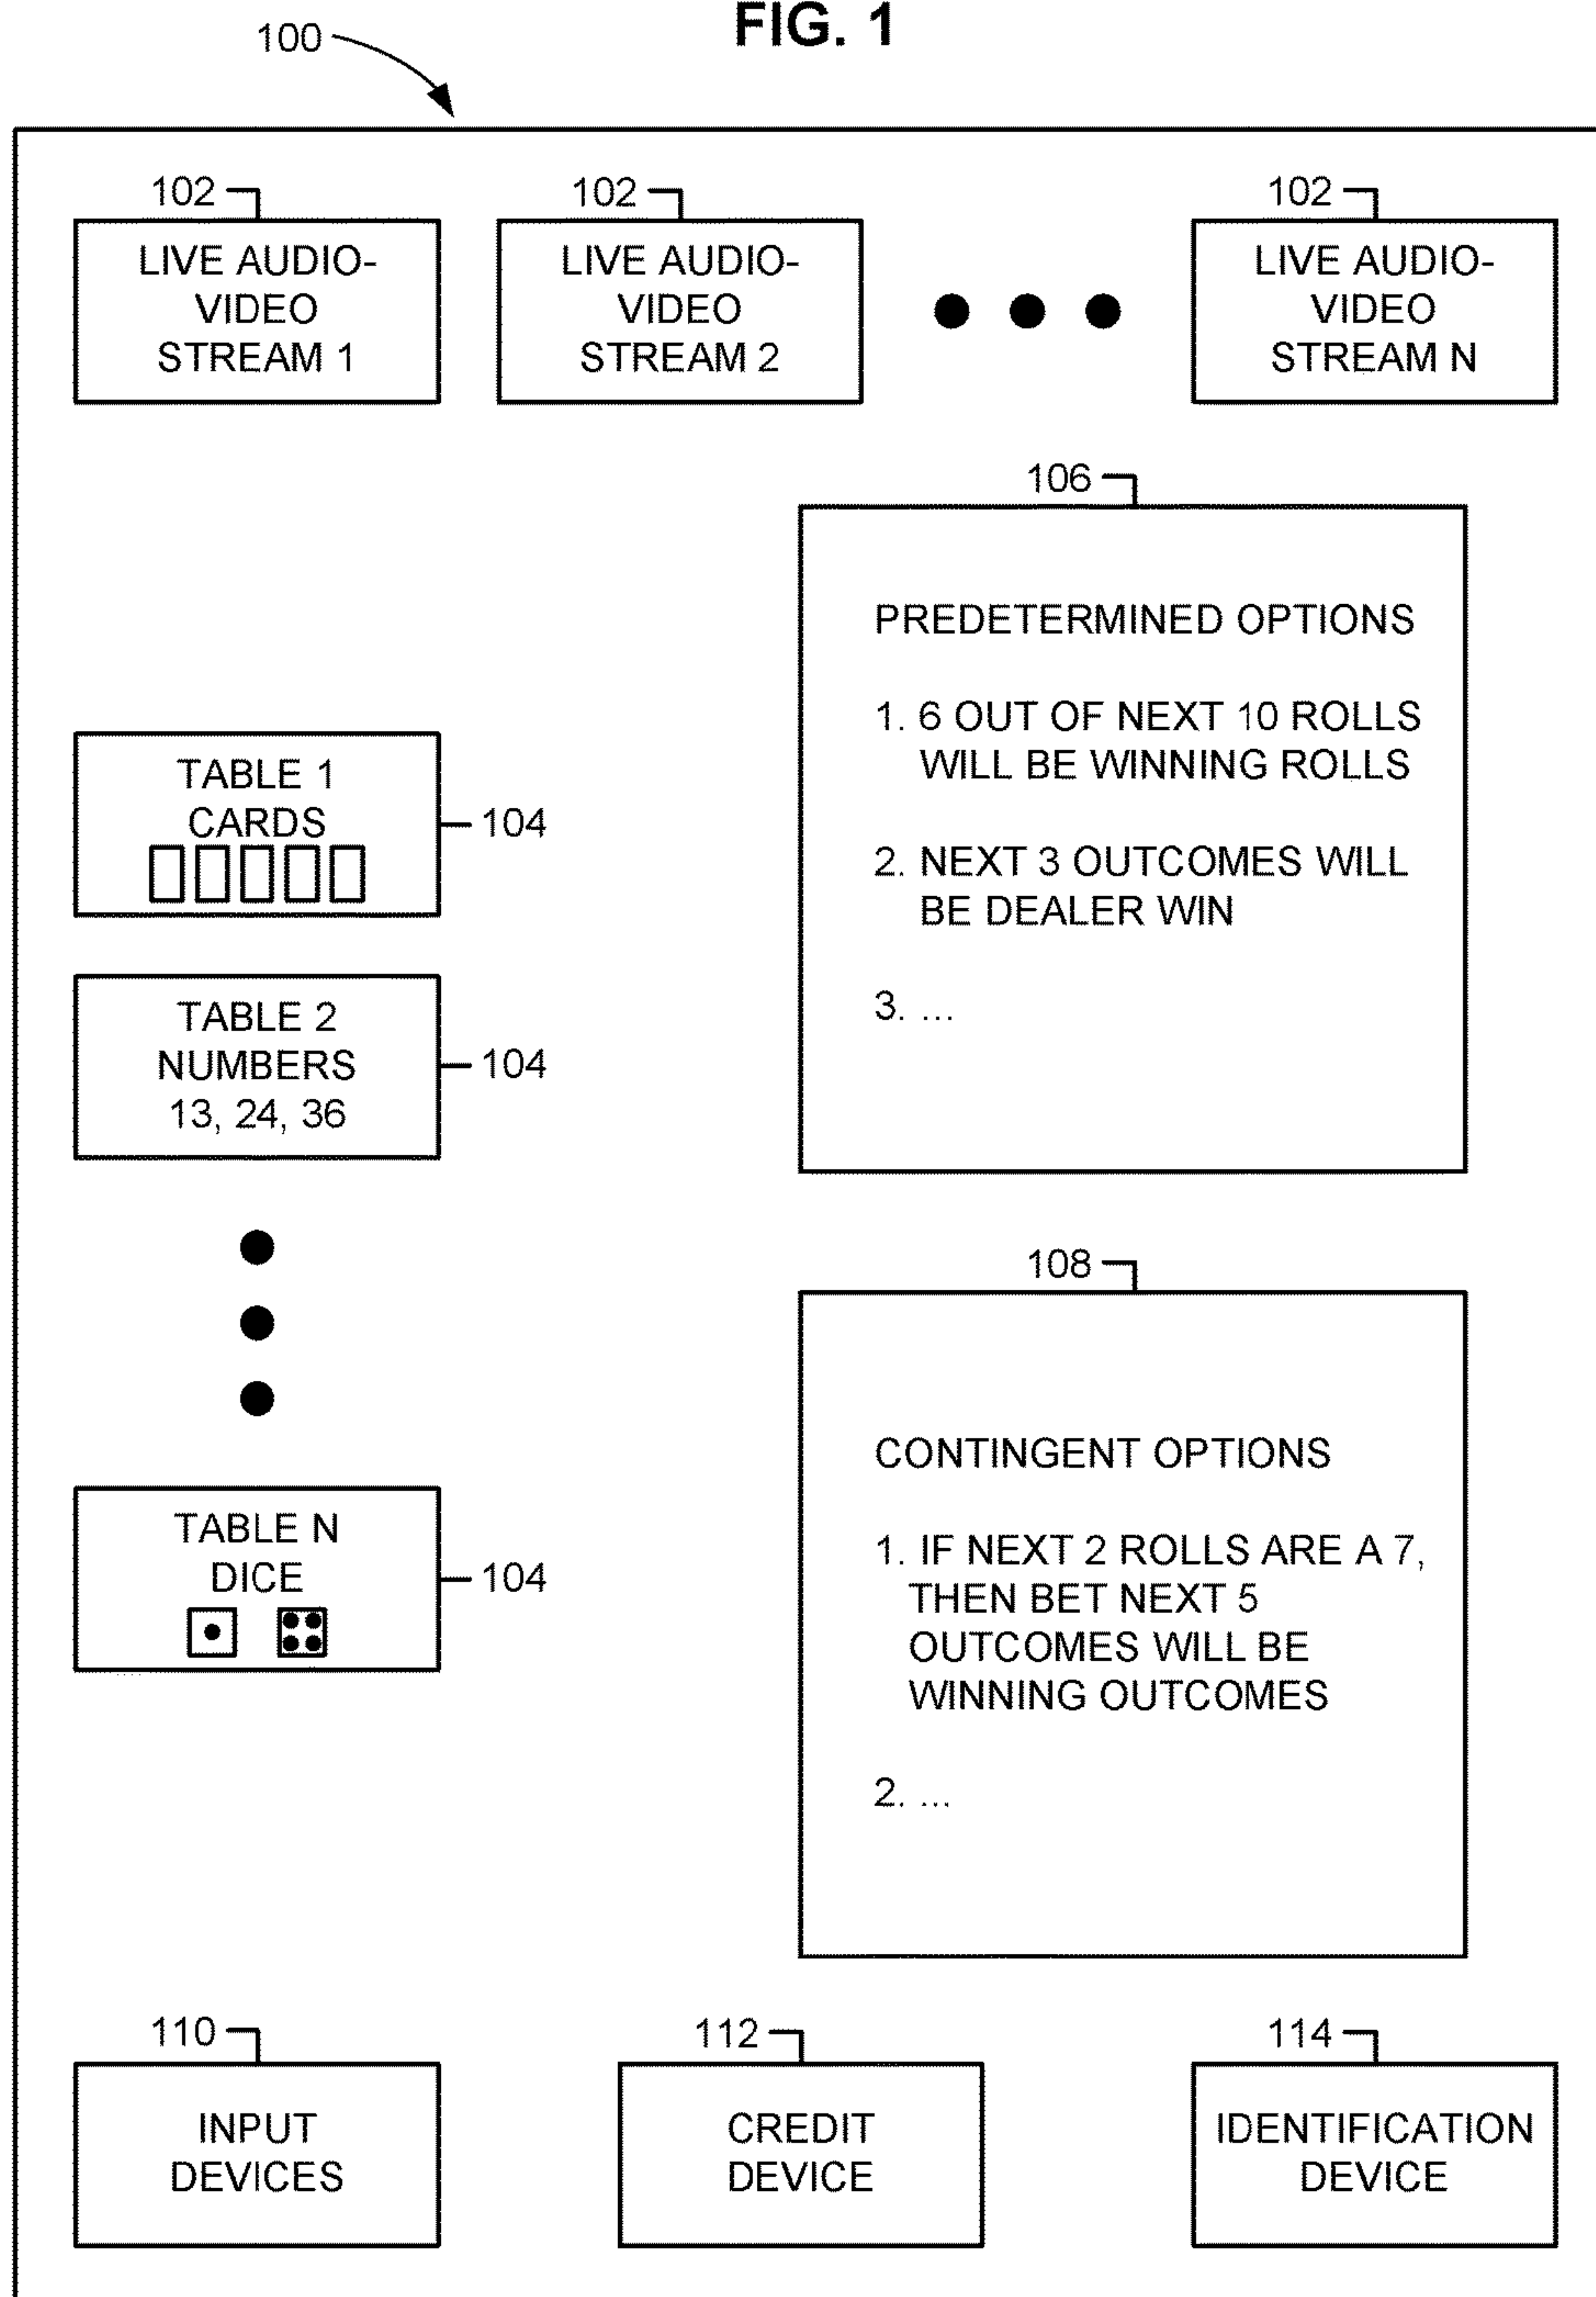 FIG. 1
100
102
102
102
LIVE AUDIO-
VIDEO
STREAM 1
LIVE AUDIO-
VIDEO
STREAM 2
LIVE AUDIO-
VIDEO
STREAM N
106
PREDETERMINED OPTIONS
1. 6 OUT OF NEXT 10 ROLLS
WILL BE WINNING ROLLS
2. NEXT 3 OUTCOMES WILL
BE DEALER WIN
3. ...
TABLE 1
CARDS
104
TABLE 2
NUMBERS
13, 24, 36
104
TABLE N
DICE
104
108
CONTINGENT OPTIONS
1. IF NEXT 2 ROLLS ARE A 7,
THEN BET NEXT 5
OUTCOMES WILL BE
WINNING OUTCOMES
2. ...
110
INPUT
DEVICES
112
CREDIT
DEVICE
114
IDENTIFICATION
DEVICE